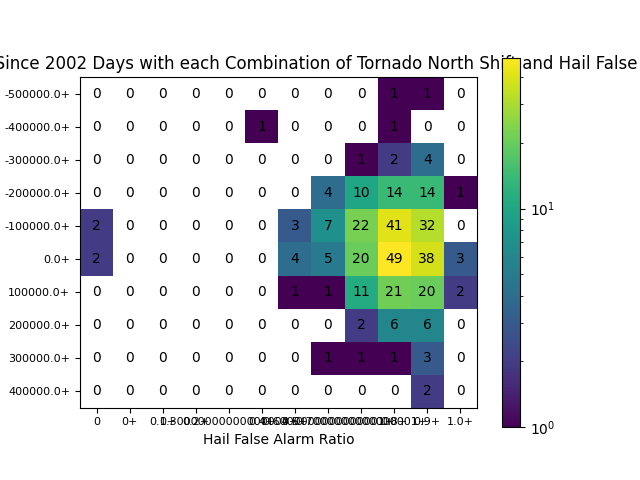 Since 2002 Days with each Combination of Tornado North Shift and Hail False
-500000.0+ 0 0 0 0 0 0 0 0 0 1 1 0
-400000.0+ 0 0 0 0 0 1 0 0 0 1 0 0
-300000.0+ 0 0 0 0 0 0 0 0 1 2 4 0
-200000.0+ 0 0 0 0 0 0 0 4 10 14 14 1
-100000.0+ 2 0 0 0 0 0 3 7 22 41 32 0
0.0+ 2 0 0 0 0 0 4 5 20 49 38 3
100000.0+ 0 0 0 0 0 0 1 1 11 21 20 2
200000.0+ 0 0 0 0 0 0 0 0 2 6 6 0
300000.0+ 0 0 0 0 0 0 0 1 1 1 3 0
400000.0+ 0 0 0 0 0 0 0 0 0 0 2 0
0 0+ 1.0+
Hail False Alarm Ratio
10^1
10^0